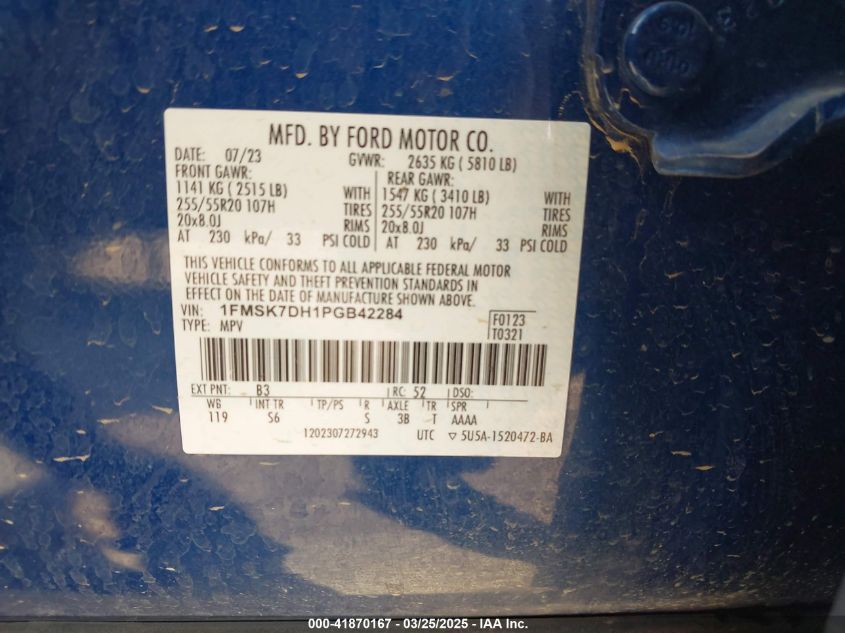 MFD. BY FORD MOTOR CO.
DATE: 07/23 GVWR: 2635 KG ( 5810 LB)
FRONT GAWR: REAR GAWR:
1141 KG ( 2515 LB) WITH 1547 KG ( 3410 LB) WITH
255/55R20 107H TIRES 255/55R20 107H TIRES
20x8.0J RIMS 20x8.0J RIMS
AT 230 kPa/ 33 PSI COLD AT 230 kPa/ 33 PSI COLD
THIS VEHICLE CONFORMS TO ALL APPLICABLE FEDERAL MOTOR
VEHICLE SAFETY AND THEFT PREVENTION STANDARDS IN
EFFECT ON THE DATE OF MANUFACTURE SHOWN ABOVE.
VIN: 1FMSK7DH1PGB42284 F0123
TYPE: MPV T0321
EXT PNT: B3 RC: 52 DSO:
WB INT TR TP/PS R AXLE TR SPR
119 S6 S 3B T AAAA
1202307272943 UTC ▽ 5U5A-1520472-BA
000-41870167 - 03/25/2025 - IAA Inc.